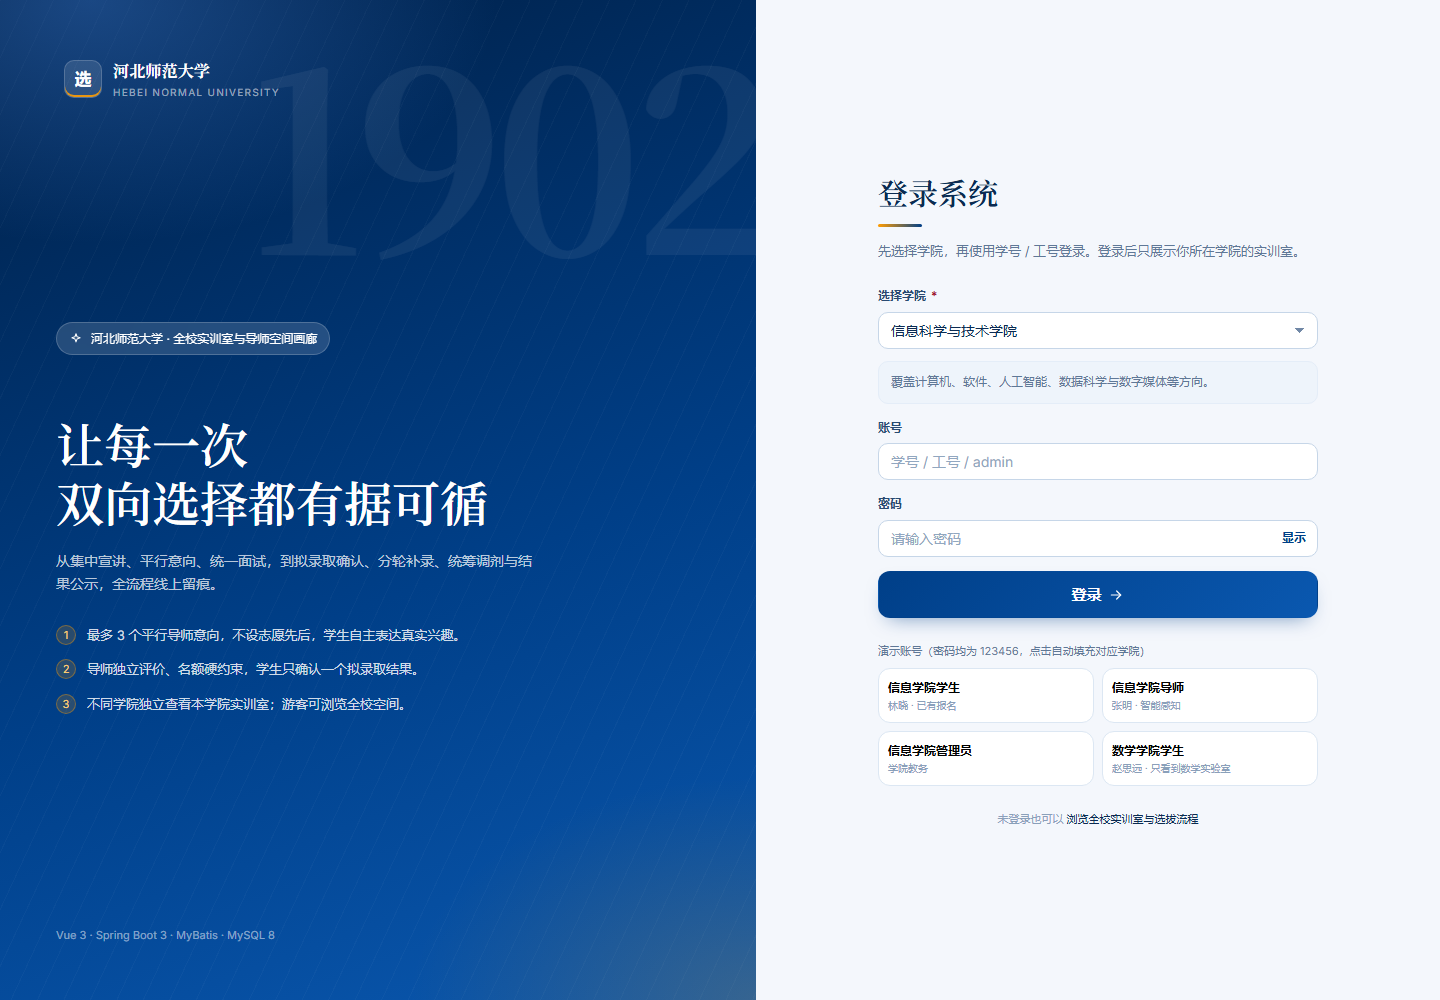 选
河北师范大学
HEBEI NORMAL UNIVERSITY
1902
河北师范大学 · 全校实训室与导师空间画廊
让每一次
双向选择都有据可循
从集中宣讲、平行意向、统一面试，到拟录取确认、分轮补录、统筹调剂与结
果公示，全流程线上留痕。
1 最多 3 个平行导师意向，不设志愿先后，学生自主表达真实兴趣。
2 导师独立评价、名额硬约束，学生只确认一个拟录取结果。
3 不同学院独立查看本学院实训室；游客可浏览全校空间。
Vue 3 · Spring Boot 3 · MyBatis · MySQL 8
登录系统
先选择学院，再使用学号 / 工号登录。登录后只展示你所在学院的实训室。
选择学院 *
信息科学与技术学院
覆盖计算机、软件、人工智能、数据科学与数字媒体等方向。
账号
学号 / 工号 / admin
密码
请输入密码 显示
登录 →
演示账号（密码均为 123456，点击自动填充对应学院）
信息学院学生
林晓 · 已有报名
信息学院导师
张明 · 智能感知
信息学院管理员
学院教务
数学学院学生
赵思远 · 只看到数学实验室
未登录也可以 浏览全校实训室与选拔流程